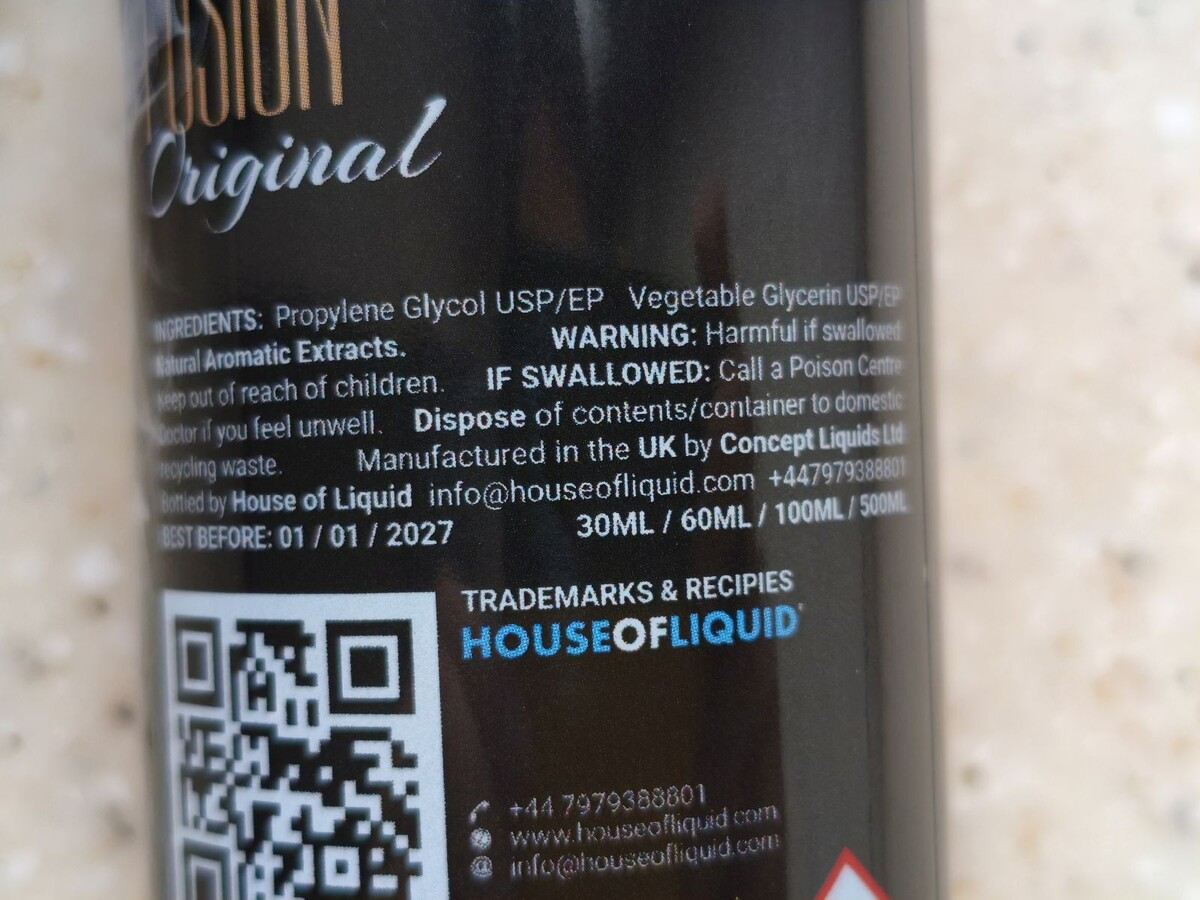 FUSION
Original
INGREDIENTS: Propylene Glycol USP/EP Vegetable Glycerin USP/EP
Natural Aromatic Extracts. WARNING: Harmful if swallowed
Keep out of reach of children. IF SWALLOWED: Call a Poison Centre
Doctor if you feel unwell. Dispose of contents/container to domestic
recycling waste. Manufactured in the UK by Concept Liquids Ltd
Bottled by House of Liquid info@houseofliquid.com +447979388801
BEST BEFORE: 01 / 01 / 2027 30ML / 60ML / 100ML / 500ML
TRADEMARKS & RECIPIES
HOUSEOFLIQUID
+44 7979388801
www.houseofliquid.com
info@houseofliquid.com